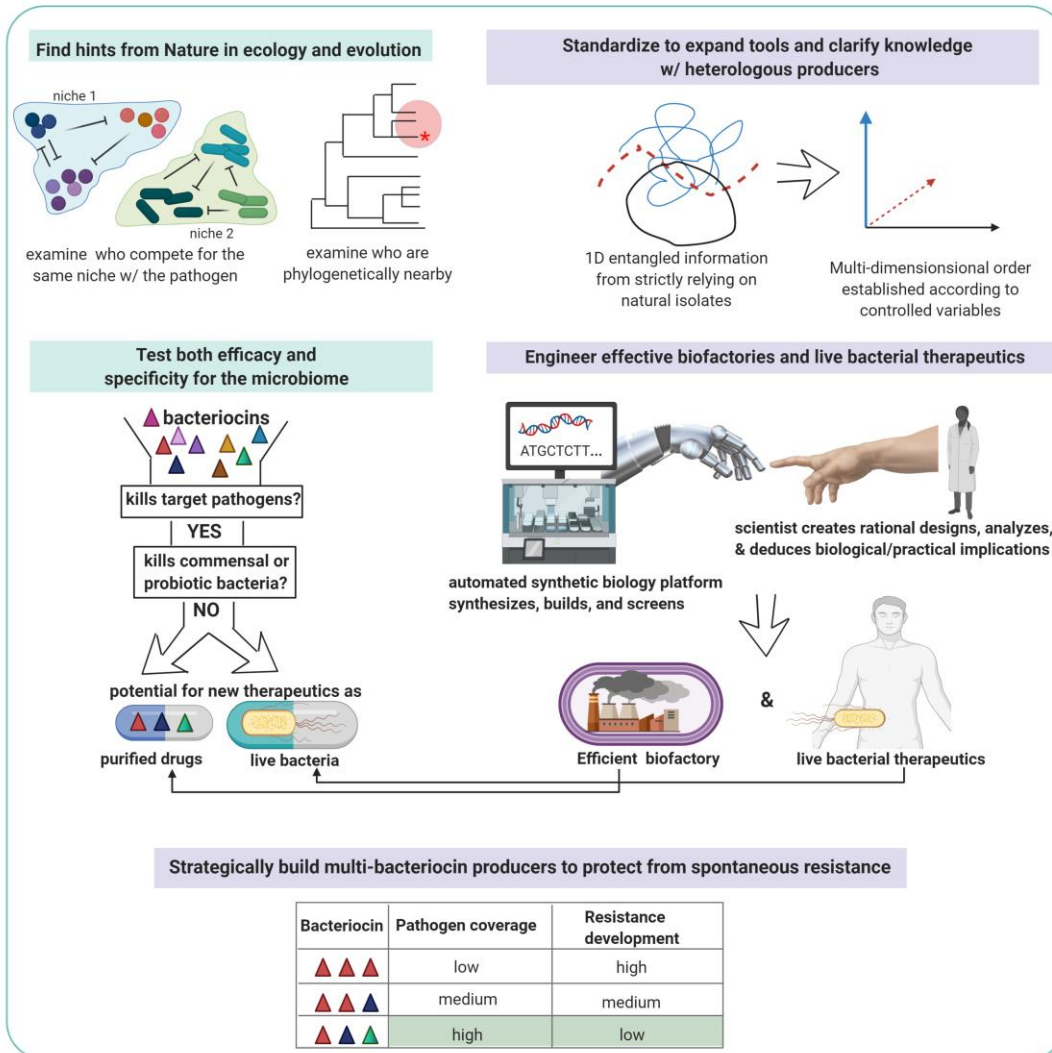 Find hints from Nature in ecology and evolution
niche 1
niche 2
*
examine who compete for the
same niche w/ the pathogen
examine who are
phylogenetically nearby
Standardize to expand tools and clarify knowledge
w/ heterologous producers
1D entangled information
from strictly relying on
natural isolates
Multi-dimensionsional order
established according to
controlled variables
Test both efficacy and
specificity for the microbiome
bacteriocins
kills target pathogens?
YES
kills commensal or
probiotic bacteria?
NO
potential for new therapeutics as
purified drugs
live bacteria
Engineer effective biofactories and live bacterial therapeutics
ATGCTCTT...
automated synthetic biology platform
synthesizes, builds, and screens
scientist creates rational designs, analyzes,
& deduces biological/practical implications
Efficient biofactory
&
live bacterial therapeutics
Strategically build multi-bacteriocin producers to protect from spontaneous resistance
Bacteriocin Pathogen coverage Resistance
development
low high
medium medium
high low